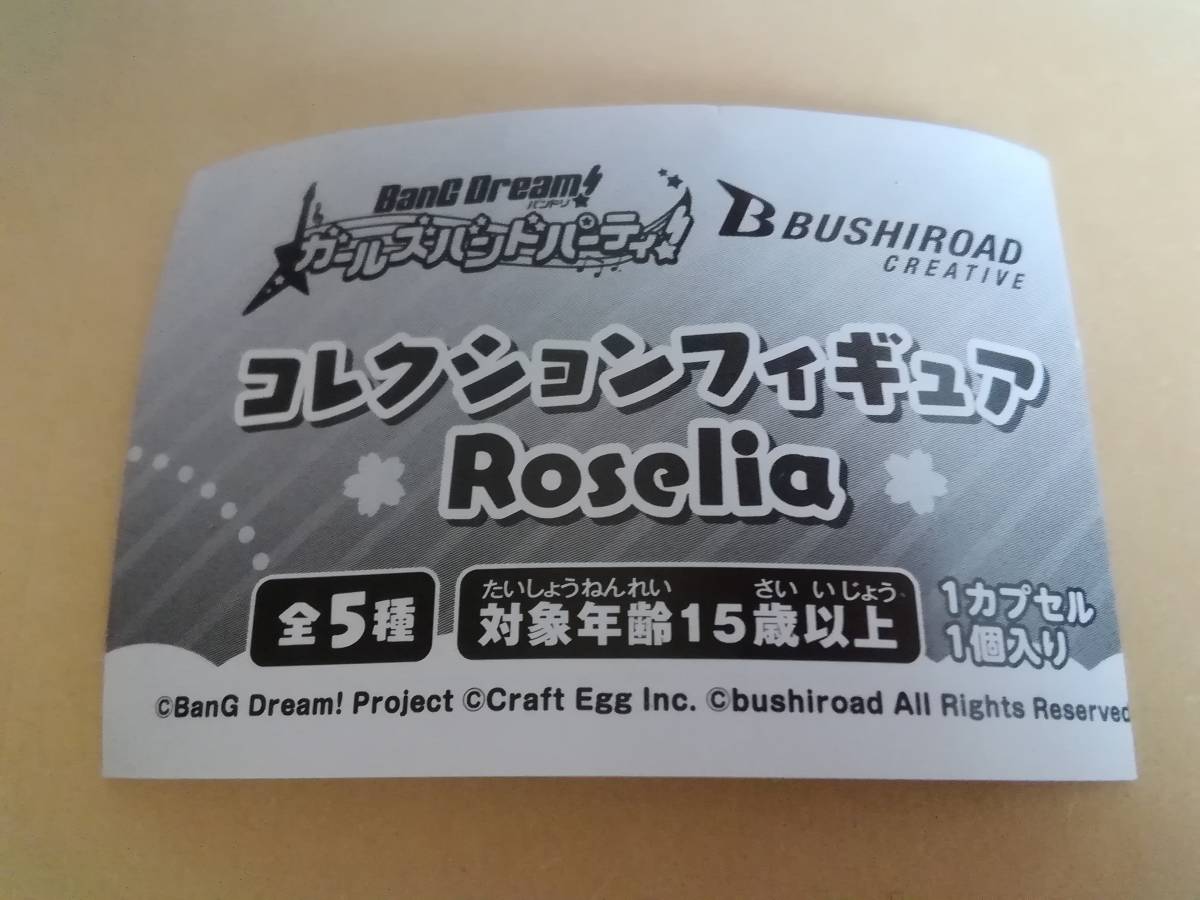 BanG Dream!
バンドリ
ガールズバンドパーティ!
B BUSHIROAD
CREATIVE
コレクションフィギュア
Roselia
全5種
たいしょうねんれい さい いじょう
対象年齢15歳以上
1カプセル
1個入り
©BanG Dream! Project ©Craft Egg Inc. ©bushiroad All Rights Reserved